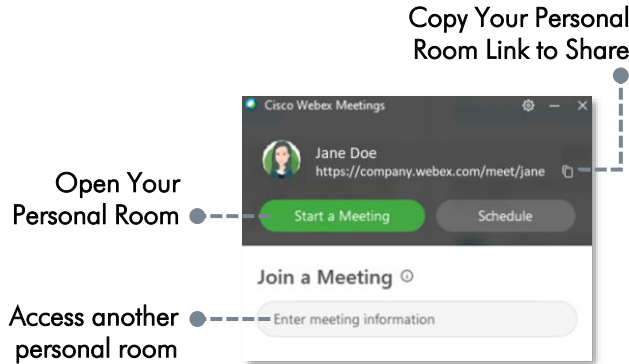 Copy Your Personal
Room Link to Share
Cisco Webex Meetings
Jane Doe
https://company.webex.com/meet/jane
Open Your
Personal Room
Start a Meeting
Schedule
Join a Meeting
Access another
personal room
Enter meeting information